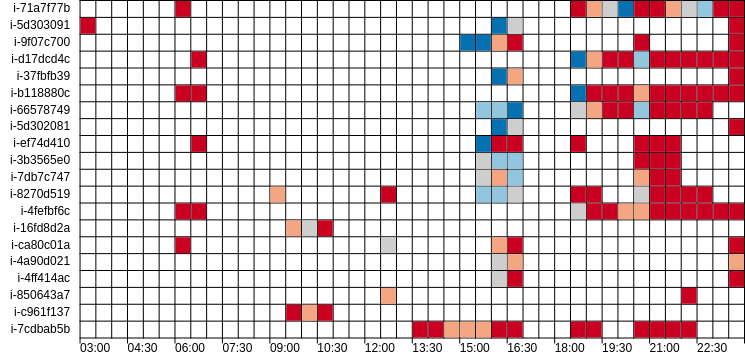 i-71a7f77b
i-5d303091
i-9f07c700
i-d17dcd4c
i-37fbfb39
i-b118880c
i-66578749
i-5d302081
i-ef74d410
i-3b3565e0
i-7db7c747
i-8270d519
i-4fefbf6c
i-16fd8d2a
i-ca80c01a
i-4a90d021
i-4ff414ac
i-850643a7
i-c961f137
i-7cdbab5b
03:00 04:30 06:00 07:30 09:00 10:30 12:00 13:30 15:00 16:30 18:00 19:30 21:00 22:30